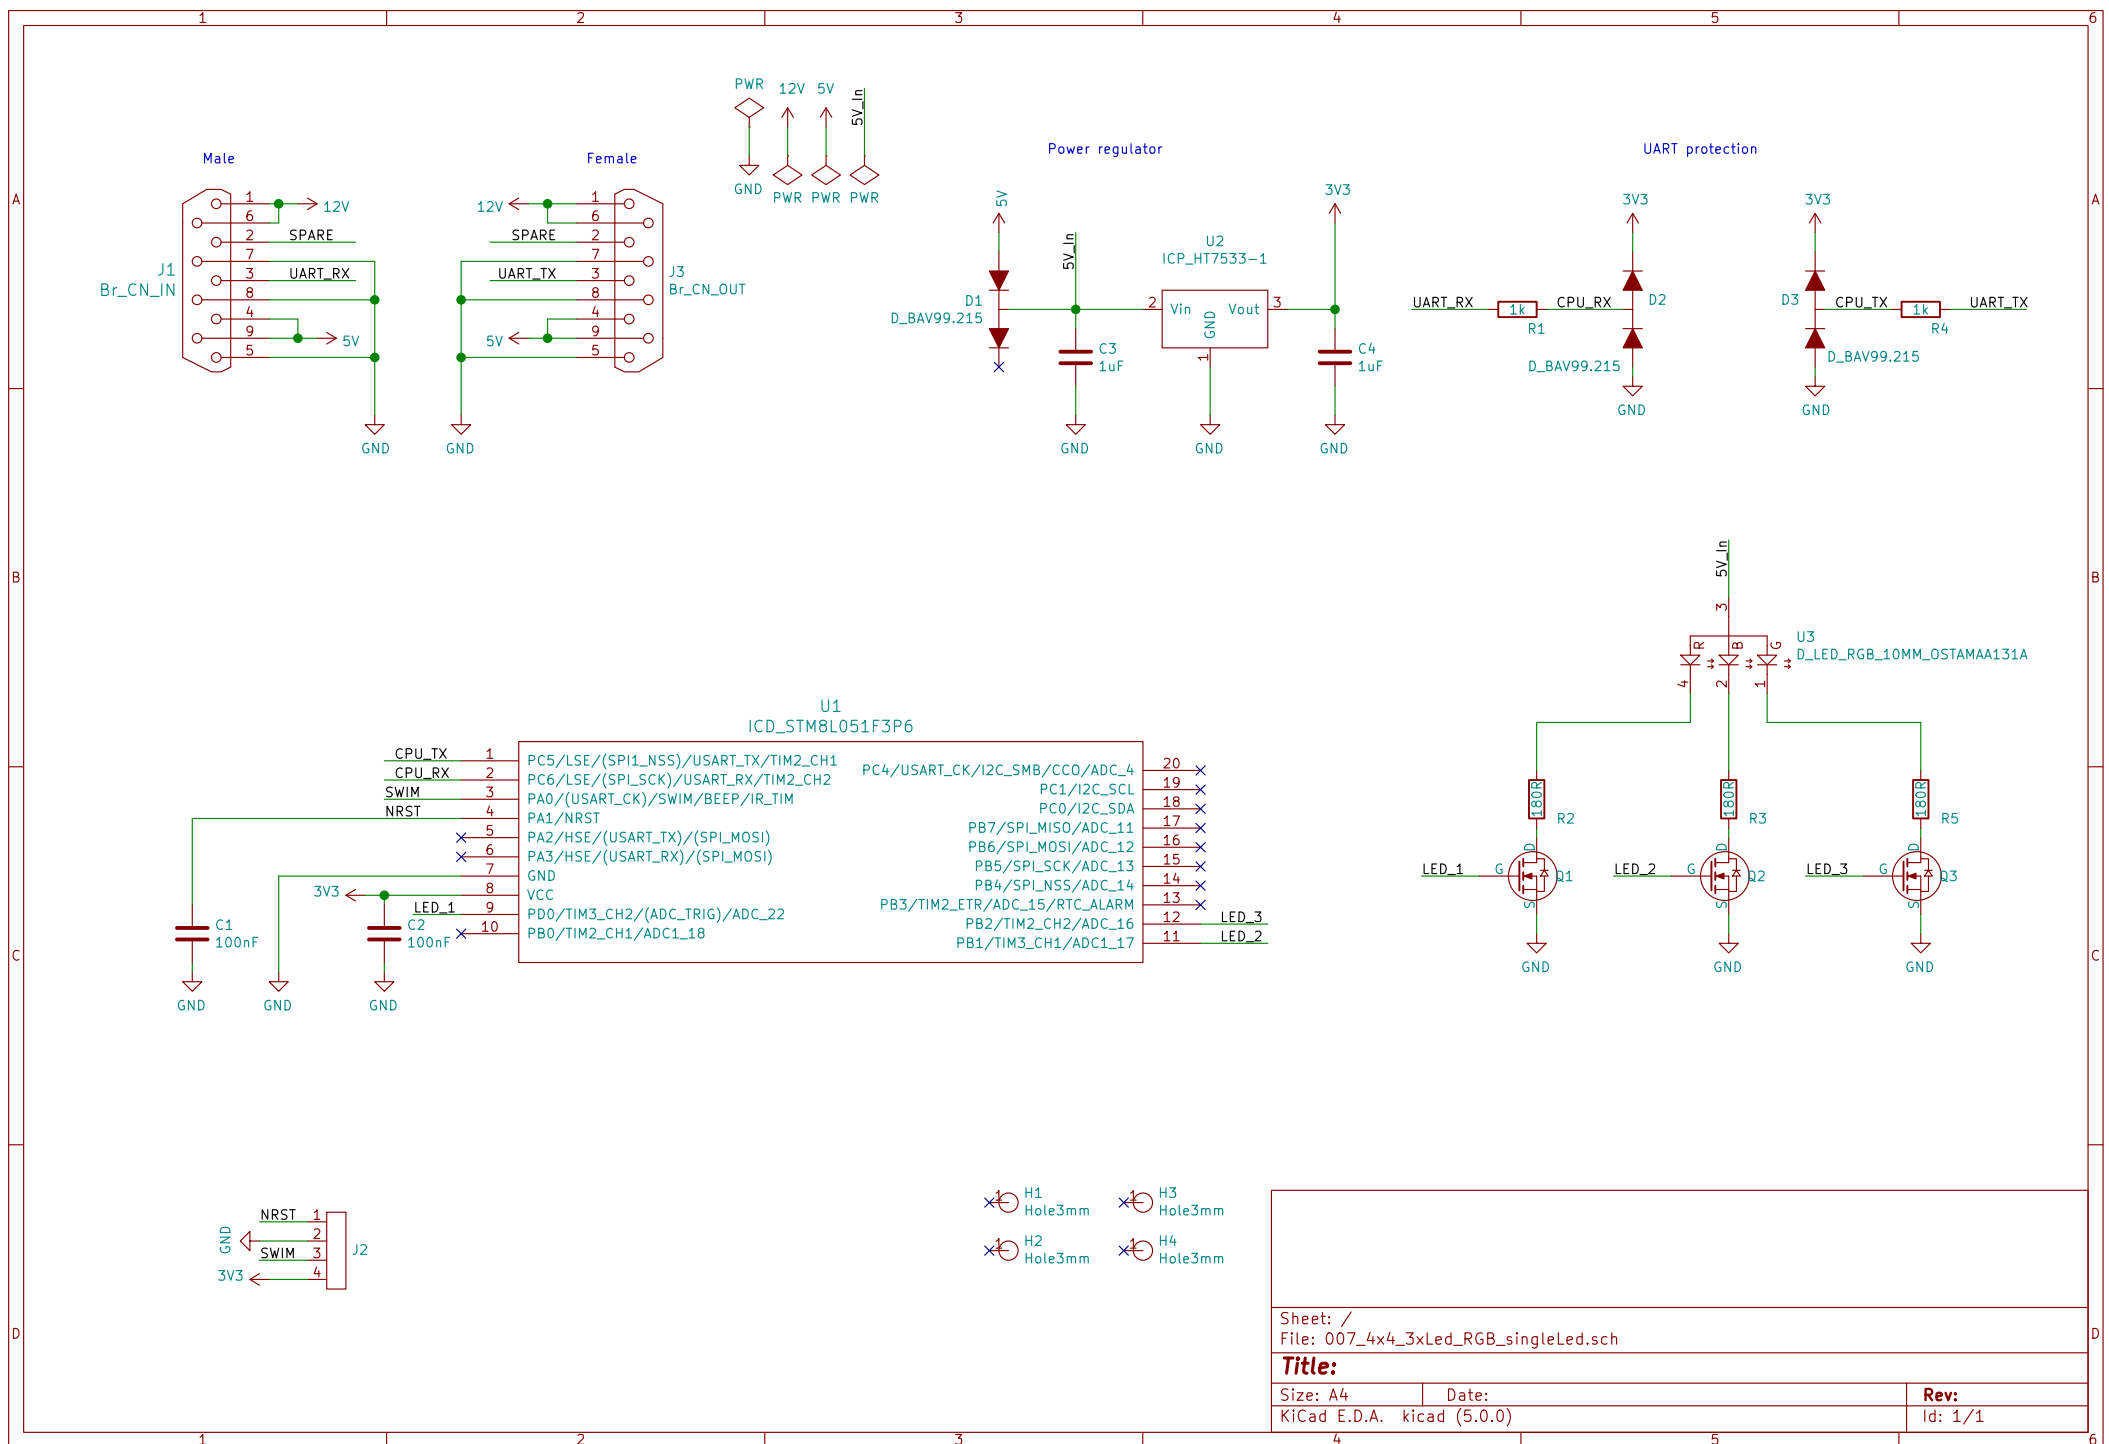 1 2 3 4 5 6
A
B
C
D
A
B
C
D
1 2 3 4 5 6
Male
J1
Br_CN_IN
1
6
2
7
3
8
4
9
5
12V
SPARE
UART_RX
5V
GND
Female
J3
Br_CN_OUT
1
6
2
7
3
8
4
9
5
12V
SPARE
UART_TX
5V
GND
PWR
GND
12V
PWR
5V
PWR
5V_In
PWR
Power regulator
5V
D1
D_BAV99.215
5V_In
C3
1uF
GND
U2
ICP_HT7533-1
2
Vin
GND
Vout
3
1
GND
3V3
C4
1uF
GND
UART protection
3V3
UART_RX
1k
R1
CPU_RX
D2
D_BAV99.215
GND
3V3
D3
CPU_TX
1k
R4
UART_TX
D_BAV99.215
GND
5V_In
3
R
B
G
U3
D_LED_RGB_10MM_OSTAMAA131A
4
2
1
180R
R2
180R
R3
180R
R5
LED_1
G
D
S
Q1
GND
LED_2
G
D
S
Q2
GND
LED_3
G
D
S
Q3
GND
U1
ICD_STM8L051F3P6
CPU_TX 1 PC5/LSE/(SPI1_NSS)/USART_TX/TIM2_CH1
CPU_RX 2 PC6/LSE/(SPI_SCK)/USART_RX/TIM2_CH2
SWIM 3 PA0/(USART_CK)/SWIM/BEEP/IR_TIM
NRST 4 PA1/NRST
5 PA2/HSE/(USART_TX)/(SPI_MOSI)
6 PA3/HSE/(USART_RX)/(SPI_MOSI)
7 GND
3V3 8 VCC
LED_1 9 PD0/TIM3_CH2/(ADC_TRIG)/ADC_22
10 PB0/TIM2_CH1/ADC1_18
PC4/USART_CK/I2C_SMB/CCO/ADC_4 20
PC1/I2C_SCL 19
PC0/I2C_SDA 18
PB7/SPI_MISO/ADC_11 17
PB6/SPI_MOSI/ADC_12 16
PB5/SPI_SCK/ADC_13 15
PB4/SPI_NSS/ADC_14 14
PB3/TIM2_ETR/ADC_15/RTC_ALARM 13
PB2/TIM2_CH2/ADC_16 12 LED_3
PB1/TIM3_CH1/ADC1_17 11 LED_2
C1
100nF
GND
GND
C2
100nF
GND
NRST 1
GND 2
SWIM 3
3V3 4
J2
1 H1
Hole3mm
1 H2
Hole3mm
1 H3
Hole3mm
1 H4
Hole3mm
Sheet: /
File: 007_4x4_3xLed_RGB_singleLed.sch
Title:
Size: A4 Date: Rev:
KiCad E.D.A. kicad (5.0.0) Id: 1/1